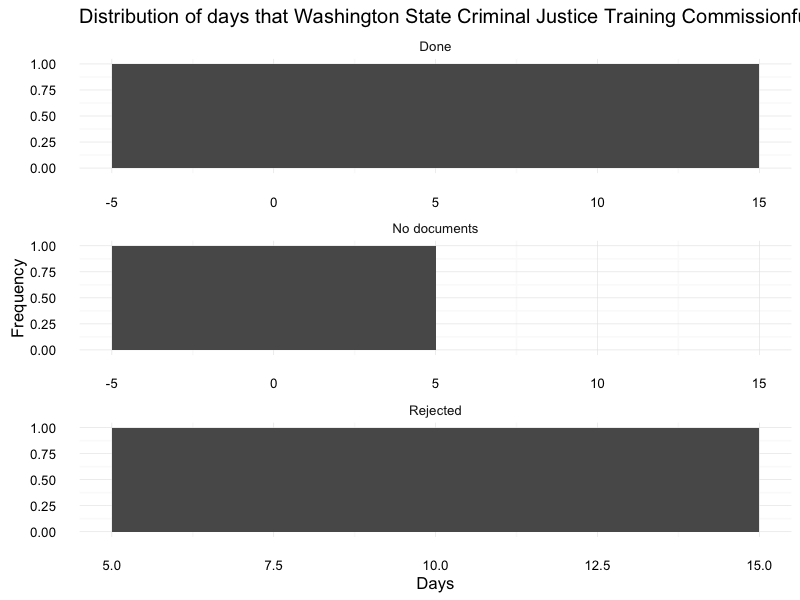 Distribution of days that Washington State Criminal Justice Training Commissionfu
Done
1.00
0.75
0.50
0.25
0.00
-5 0 5 10 15
No documents
1.00
0.75
0.50
0.25
0.00
-5 0 5 10 15
Frequency
Rejected
1.00
0.75
0.50
0.25
0.00
5.0 7.5 10.0 12.5 15.0
Days